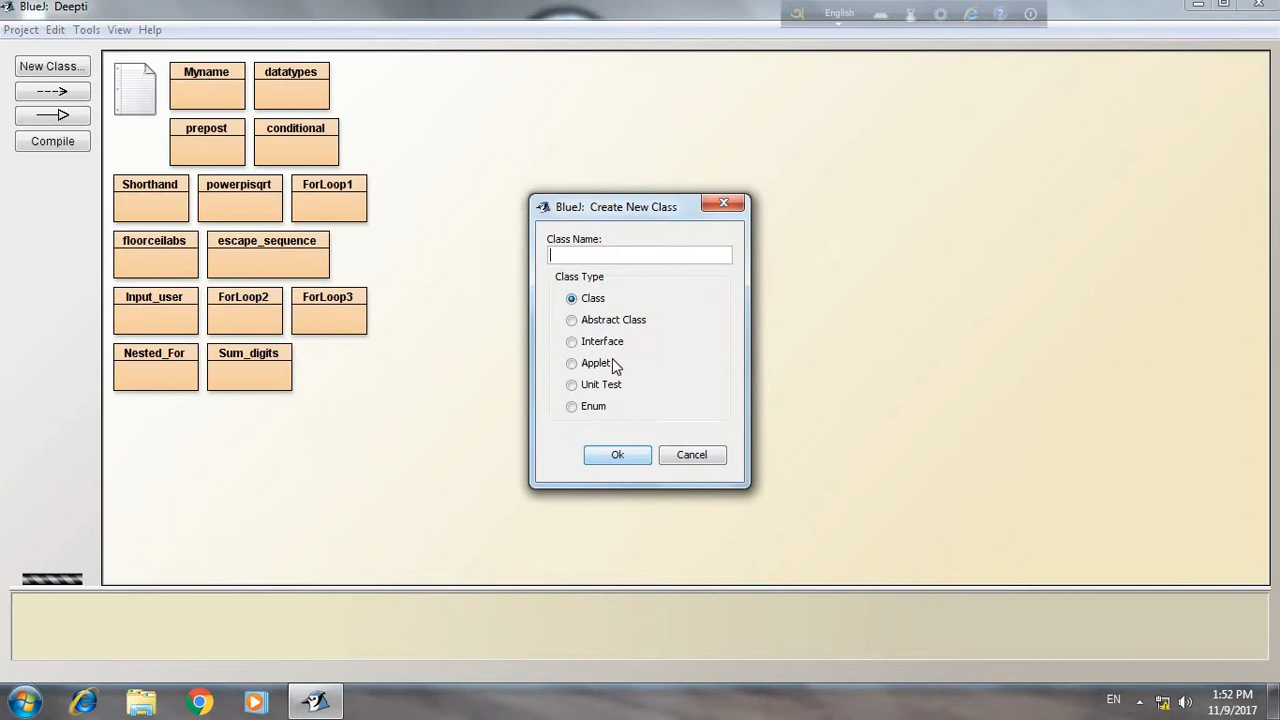 BlueJ: Deepti
English
Project Edit Tools View Help
New Class...
Compile
Myname
datatypes
prepost
conditional
Shorthand
powerpisqrt
ForLoop1
floorceilabs
escape_sequence
Input_user
ForLoop2
ForLoop3
Nested_For
Sum_digits
BlueJ: Create New Class
Class Name:
Class Type
Class
Abstract Class
Interface
Applet
Unit Test
Enum
Ok
Cancel
EN
1:52 PM
11/9/2017